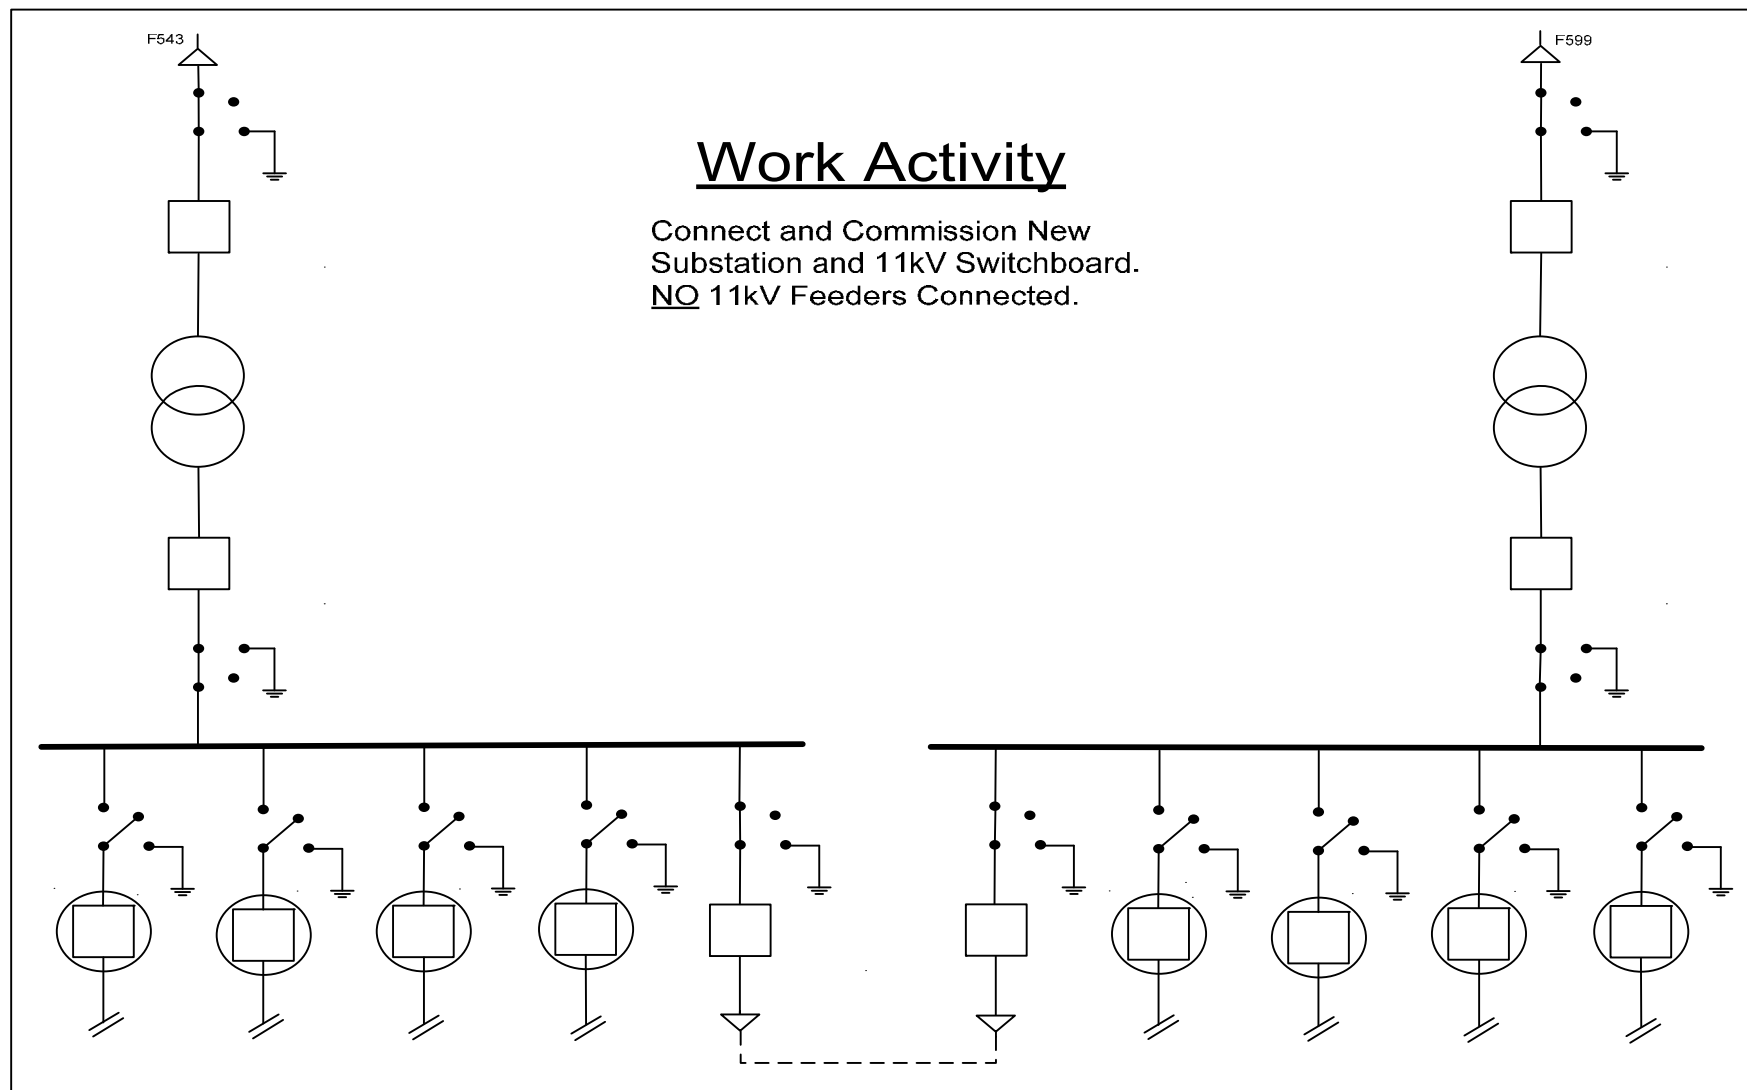 F543
F599
Work Activity
Connect and Commission New
Substation and 11kV Switchboard.
NO 11kV Feeders Connected.